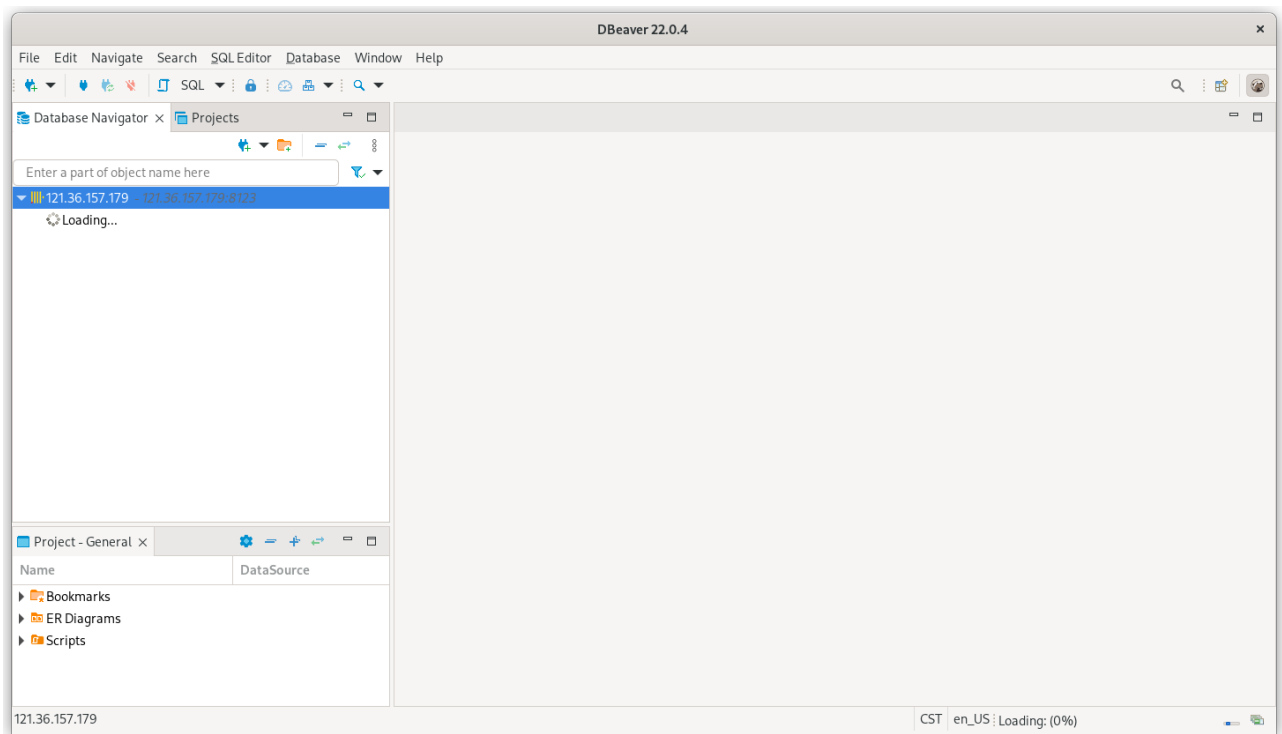 DBeaver 22.0.4
File Edit Navigate Search SQL Editor Database Window Help
SQL
Database Navigator Projects
Enter a part of object name here
121.36.157.179 - 121.36.157.179:8123
Loading...
Project - General
Name DataSource
Bookmarks
ER Diagrams
Scripts
121.36.157.179 CST en_US Loading: (0%)